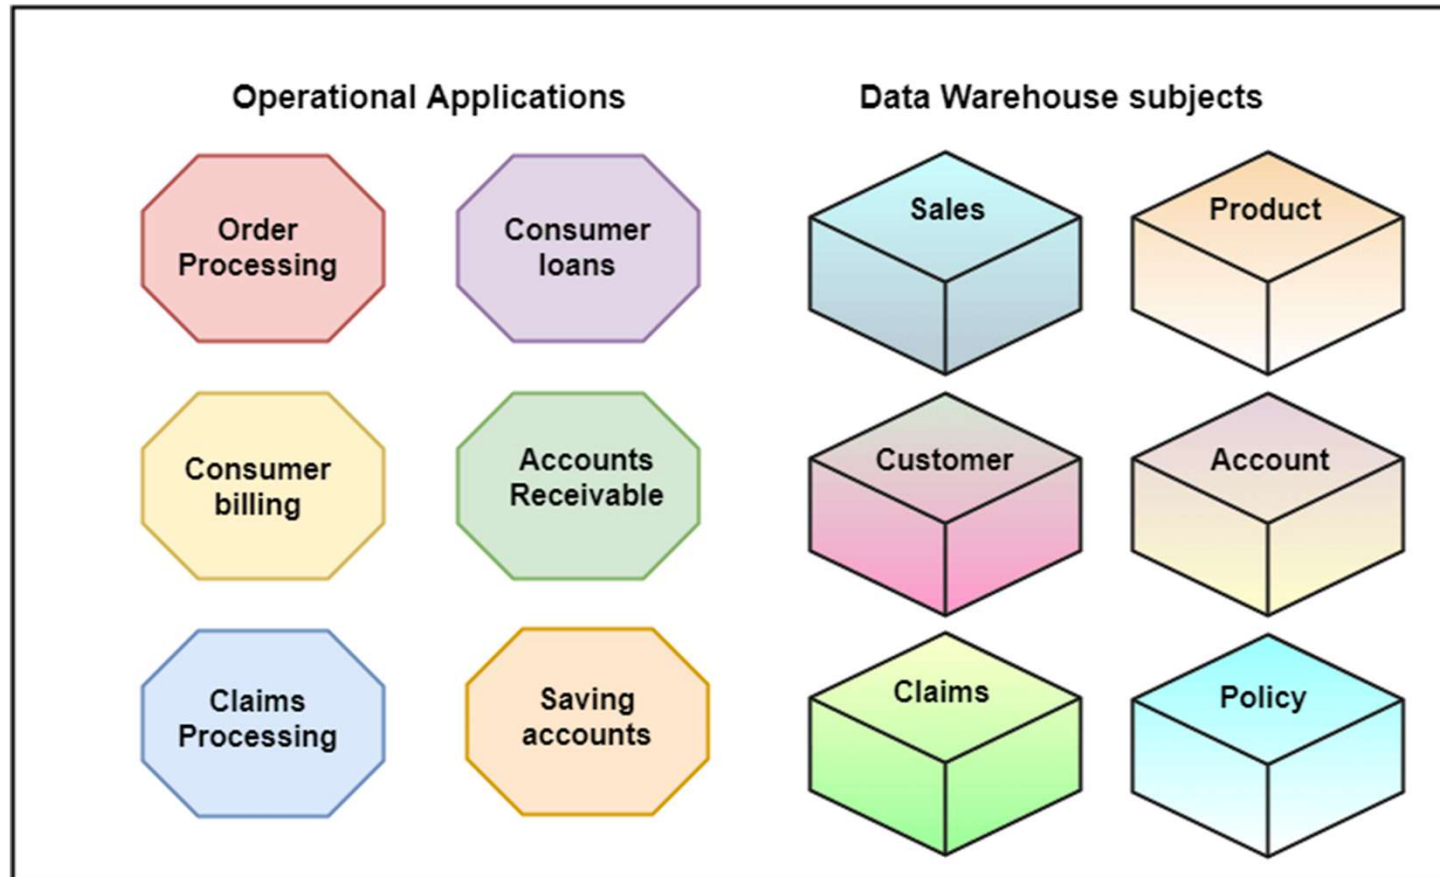 Operational Applications
Data Warehouse subjects
Order
Processing
Consumer
loans
Sales
Product
Consumer
billing
Accounts
Receivable
Customer
Account
Claims
Processing
Saving
accounts
Claims
Policy